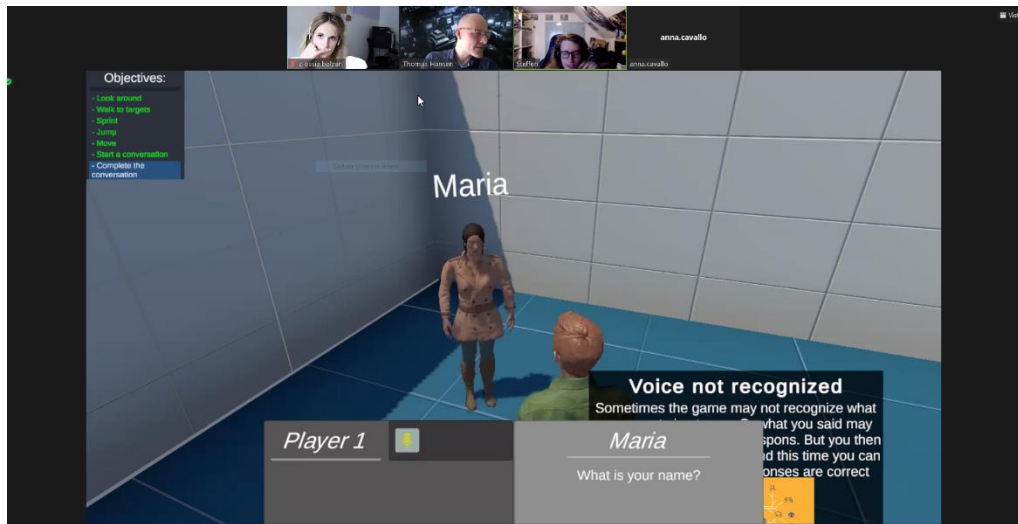 View
anna.cavallo
alessia.balzan
Thomas Hansen
Steffen
anna.cavallo
Objectives:
- Look around
- Walk to targets
- Sprint
- Jump
- Move
- Start a conversation
- Complete the
conversation
Maria
Voice not recognized
Sometimes the game may not recognize what
what you said may
spons. But you then
d this time you can
onses are correct
Player 1
Maria
What is your name?